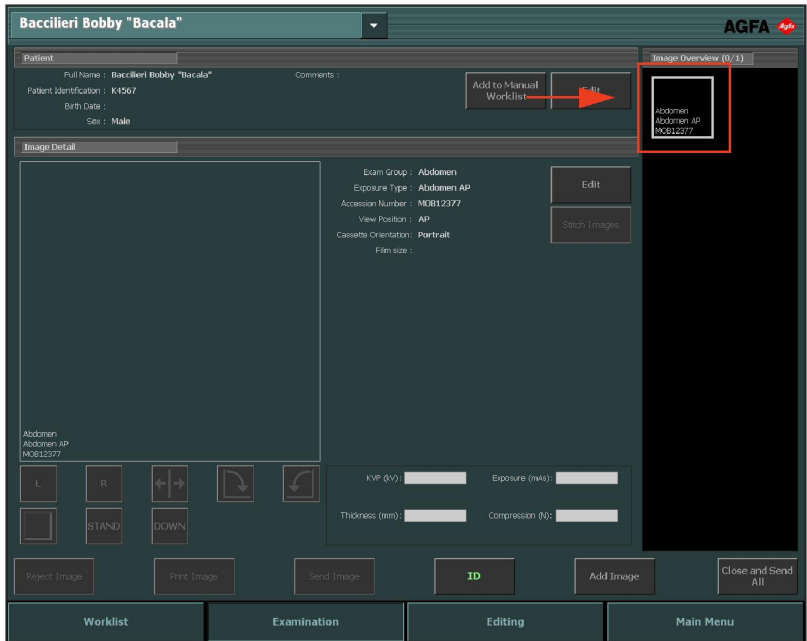 Baccilieri Bobby "Bacala"
AGFA
Patient
Full Name : Baccilieri Bobby "Bacala"
Comments :
Patient Identification : K4567
Birth Date :
Sex : Male
Add to Manual
Worklist
Edit
Image Overview (0/1)
Abdomen
Abdomen AP
MOB12377
Image Detail
Exam Group : Abdomen
Exposure Type : Abdomen AP
Accession Number : MOB12377
View Position : AP
Cassette Orientation: Portrait
Film size :
Edit
Stitch Images
Abdomen
Abdomen AP
MOB12377
L
R
STAND
DOWN
KVP (kV):
Exposure (mAs):
Thickness (mm):
Compression (N):
Reject Image
Print Image
Send Image
ID
Add Image
Close and Send
All
Worklist
Examination
Editing
Main Menu